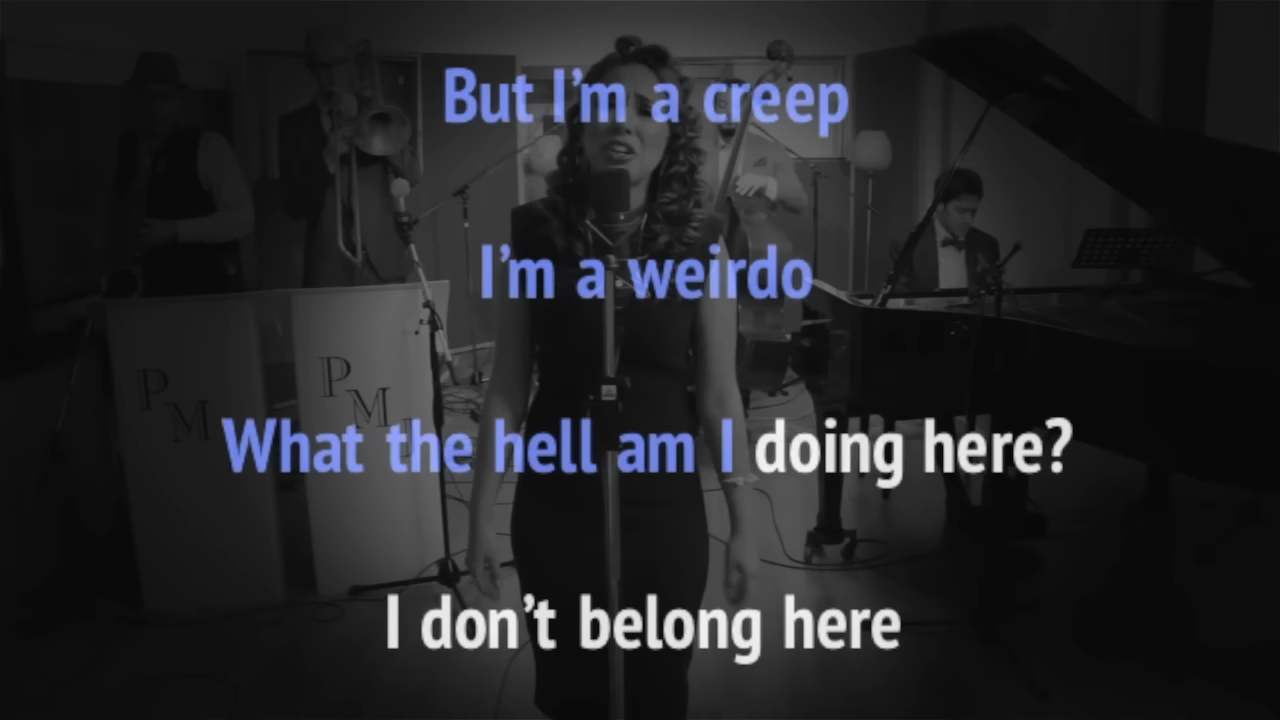 But I'm a creep
I'm a weirdo
What the hell am I doing here?
I don't belong here
P M
P M J